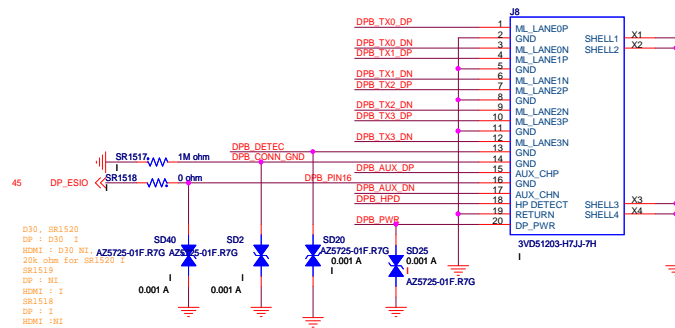 J8
DPB_TX0_DP 1 ML_LANE0P
2 GND SHELL1 X1
DPB_TX0_DN 3 ML_LANE0N SHELL2 X2
DPB_TX1_DP 4 ML_LANE1P
5 GND
DPB_TX1_DN 6 ML_LANE1N
DPB_TX2_DP 7 ML_LANE2P
8 GND
DPB_TX2_DN 9 ML_LANE2N
DPB_TX3_DP 10 ML_LANE3P
11 GND
DPB_TX3_DN 12 ML_LANE3N
DPB_DETEC 13 GND
SR1517 1M ohm DPB_CONN_GND 14 GND
I
DPB_AUX_DP 15 AUX_CHP
45 DP_ESIO SR1518 0 ohm DPB_PIN16 16 GND
I
DPB_AUX_DN 17 AUX_CHN
DPB_HPD 18 HP DETECT SHELL3 X3
19 RETURN SHELL4 X4
DPB_PWR 20 DP_PWR
3VD51203-H7JJ-7H
I
D30, SR1520
DP : D30 I
HDMI : D30 NI,
20k ohm for SR1520 I
SR1519
DP : NI
HDMI : I
SR1518
DP : I
HDMI :NI
SD40
AZ5725-01F.R7G
I
0.001 A
SD2
AZ5725-01F.R7G
I
0.001 A
SD20
0.001 A
I
AZ5725-01F.R7G
SD25
0.001 A
I
AZ5725-01F.R7G